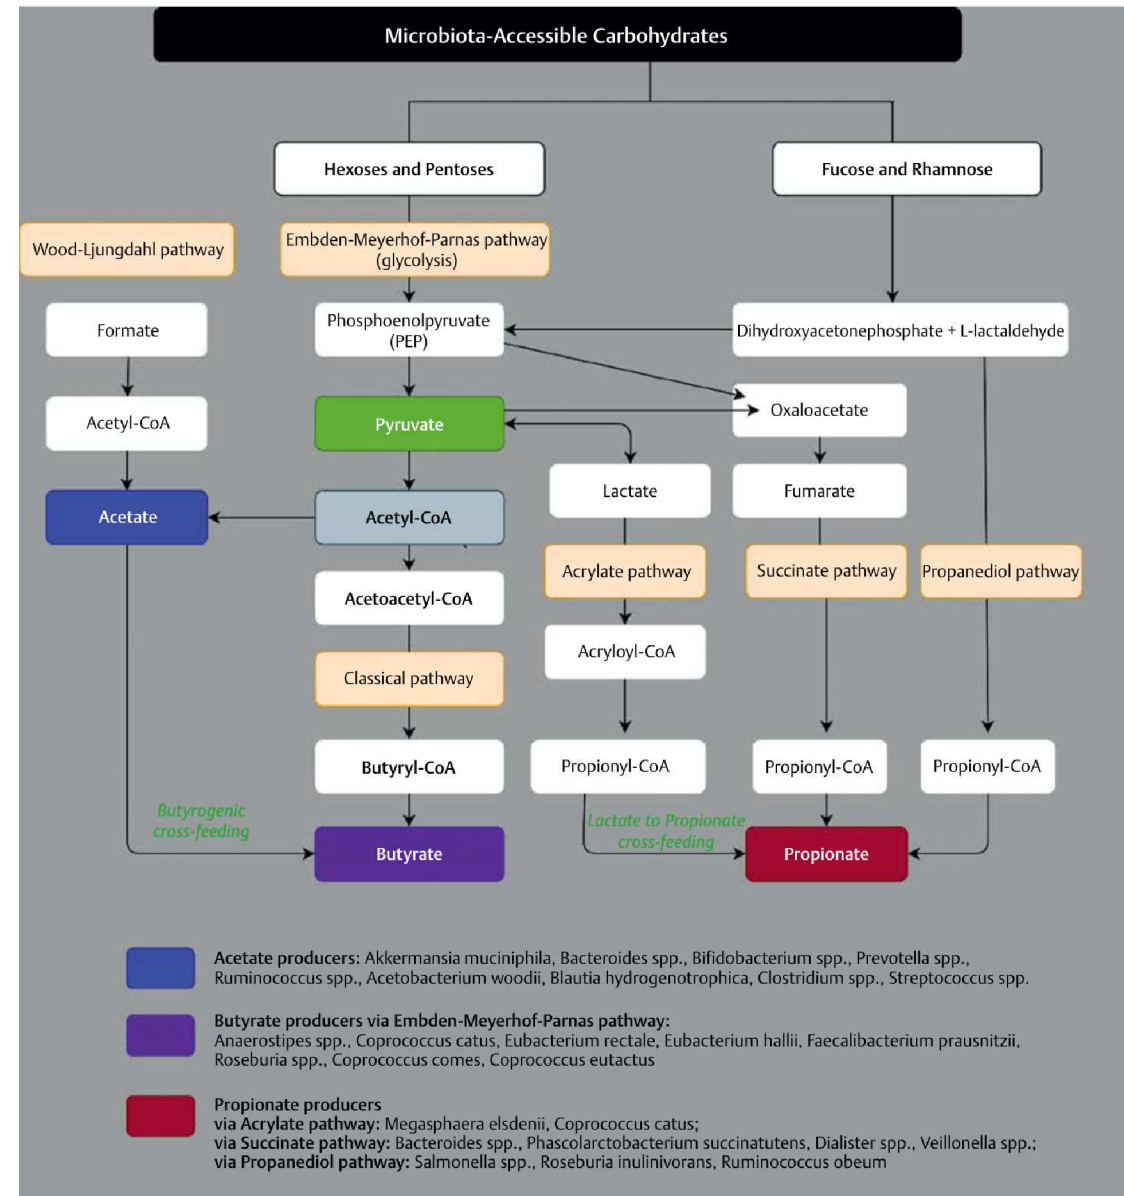 Microbiota-Accessible Carbohydrates
Hexoses and Pentoses
Fucose and Rhamnose
Wood-Ljungdahl pathway
Embden-Meyerhof-Parnas pathway
(glycolysis)
Formate
Phosphoenolpyruvate
(PEP)
Dihydroxyacetonephosphate + L-lactaldehyde
Acetyl-CoA
Pyruvate
Oxaloacetate
Lactate
Fumarate
Acetate
Acetyl-CoA
Acrylate pathway
Succinate pathway
Propanediol pathway
Acetoacetyl-CoA
Acryloyl-CoA
Classical pathway
Butyryl-CoA
Propionyl-CoA
Propionyl-CoA
Propionyl-CoA
Butyrogenic
cross-feeding
Lactate to Propionate
cross-feeding
Butyrate
Propionate
Acetate producers: Akkermansia muciniphila, Bacteroides spp., Bifidobacterium spp., Prevotella spp.,
Ruminococcus spp., Acetobacterium woodii, Blautia hydrogenotrophica, Clostridium spp., Streptococcus spp.
Butyrate producers via Embden-Meyerhof-Parnas pathway:
Anaerostipes spp., Coprococcus catus, Eubacterium rectale, Eubacterium hallii, Faecalibacterium prausnitzii,
Roseburia spp., Coprococcus comes, Coprococcus eutactus
Propionate producers
via Acrylate pathway: Megasphaera elsdenii, Coprococcus catus;
via Succinate pathway: Bacteroides spp., Phascolarctobacterium succinatutens, Dialister spp., Veillonella spp.;
via Propanediol pathway: Salmonella spp., Roseburia inulinivorans, Ruminococcus obeum